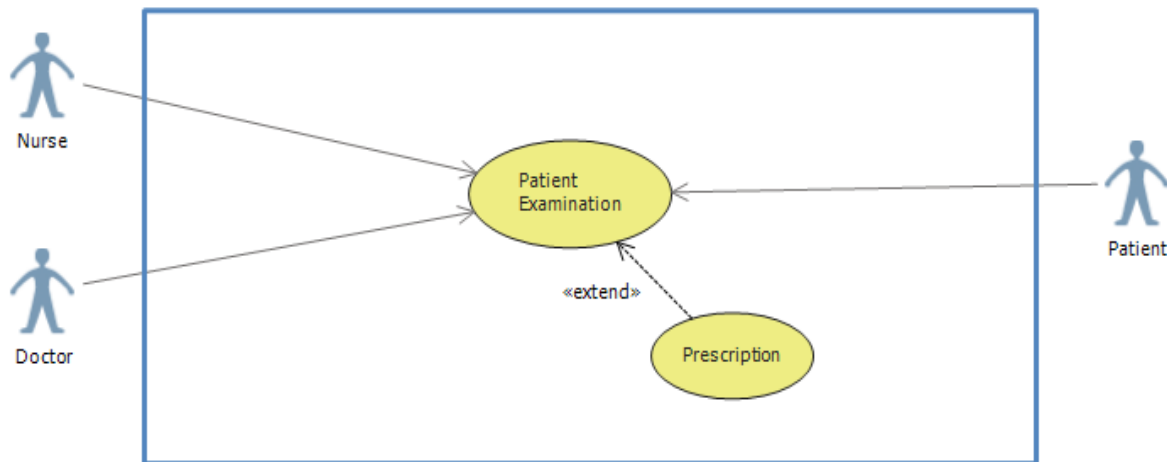 Nurse
Patient
Examination
Patient
«extend»
Doctor
Prescription